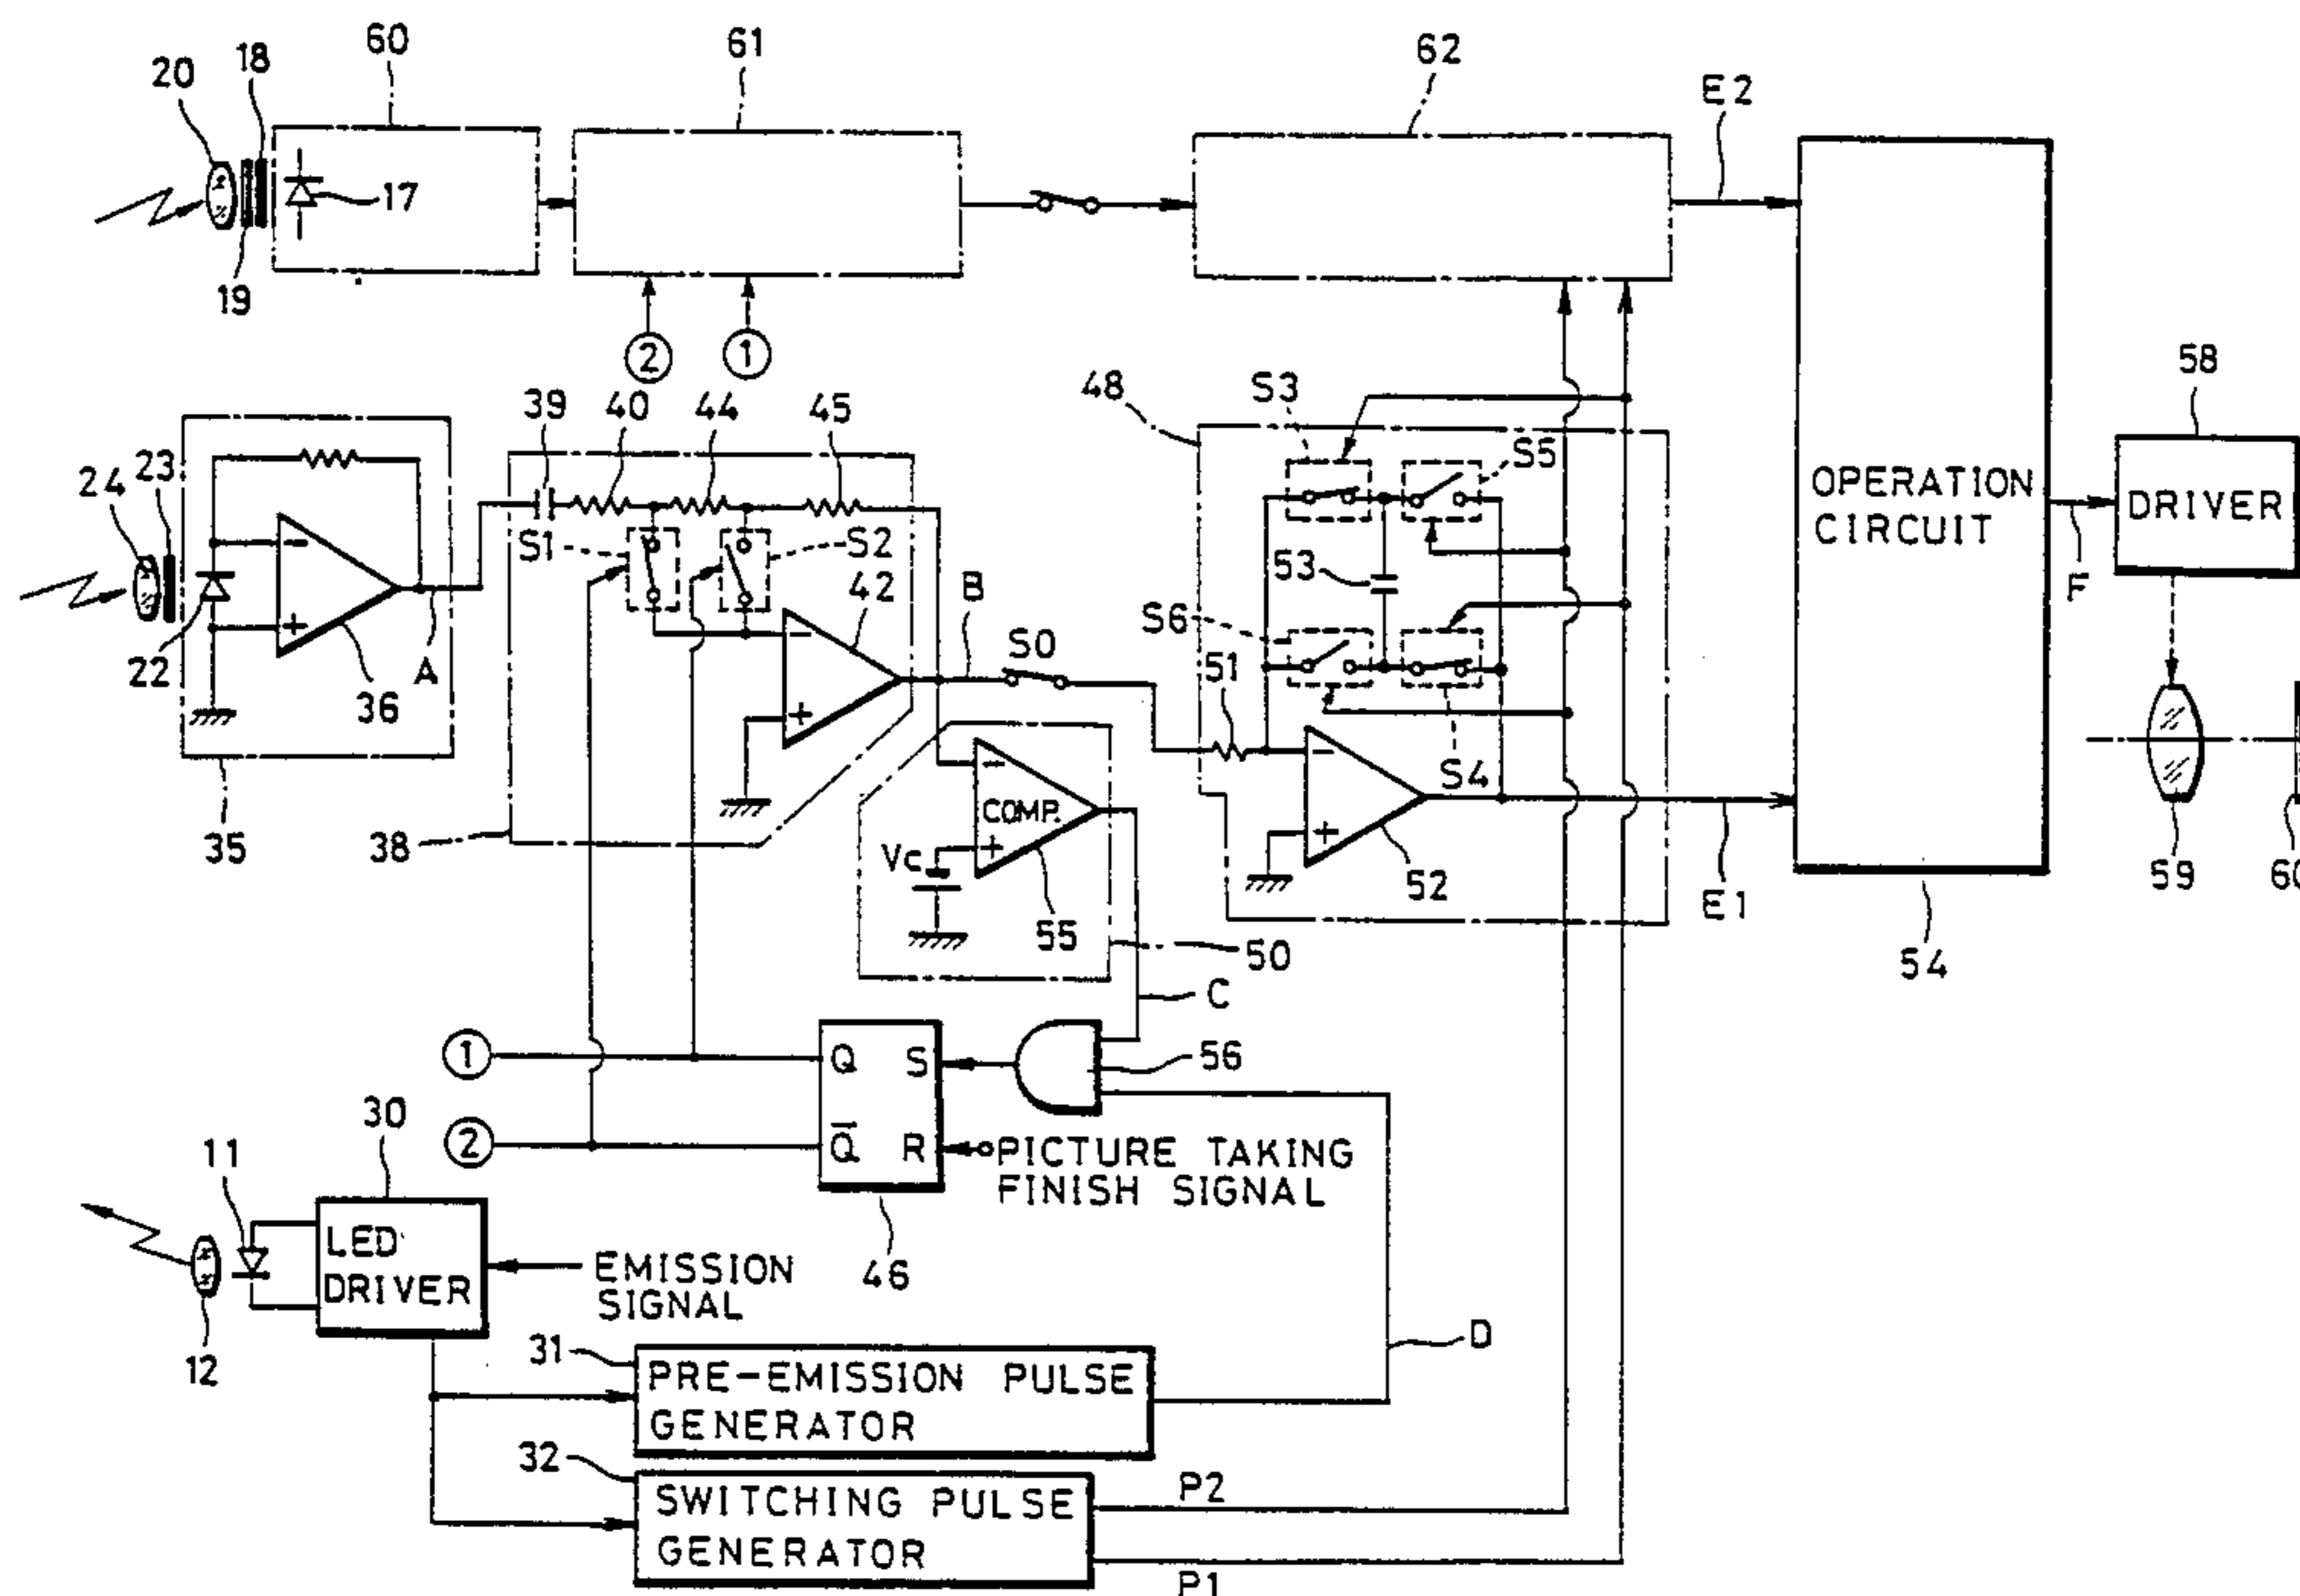 60
61
62
18
20
E2
17
19
2
1
58
48
S3
39
40
44
45
S5
24
23
OPERATION
CIRCUIT
DRIVER
S1
S2
42
53
F
B
S6
22
A
36
S0
51
S4
COMP.
35
38
Vc
52
E1
59
55
50
54
C
1
Q
S
56
30
2
Q̅
R
PICTURE TAKING
FINISH SIGNAL
11
LED
DRIVER
EMISSION
SIGNAL
46
12
31
D
PRE-EMISSION PULSE
GENERATOR
32
P2
SWITCHING PULSE
GENERATOR
P1